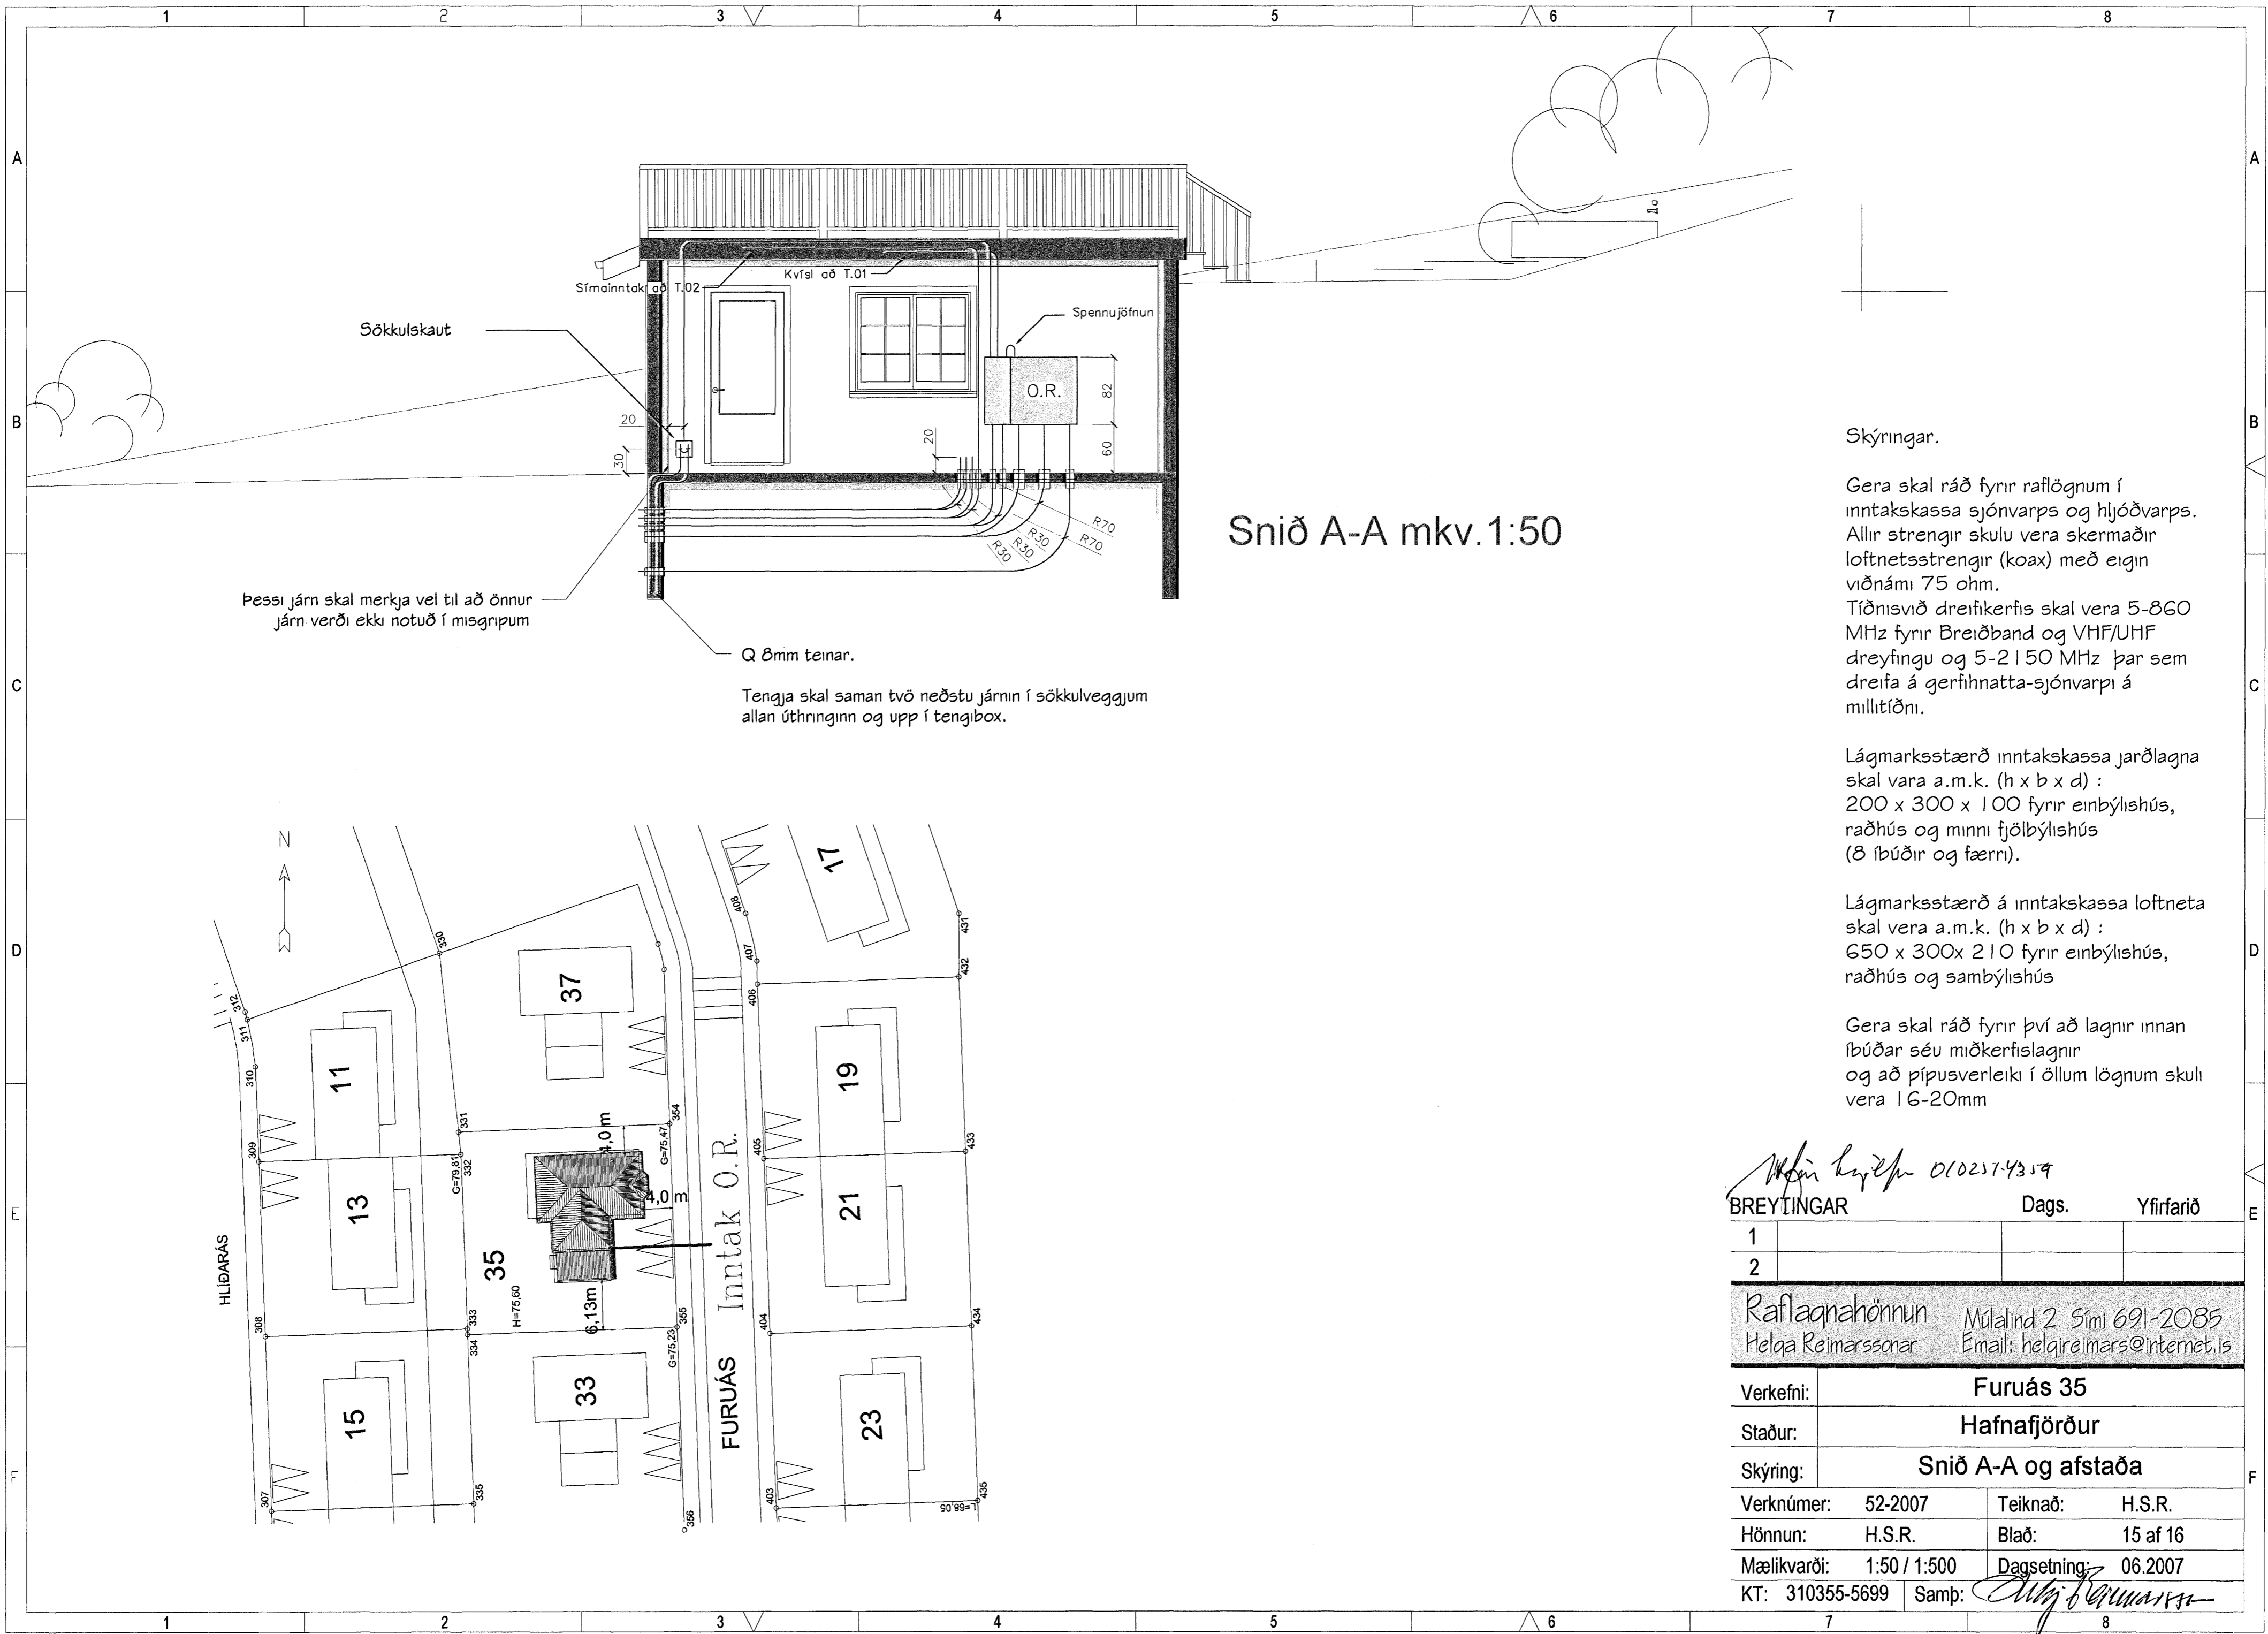 1 2 3 4 5 6 7 8
A A
B B
C C
D D
E E
F F
Símainntak að T.02
Kvísl að T.01
Spennujöfnun
Sökkulskaut
O.R.
82
60
20
30
20
R70
R70
R30
R30
R30
Snið A-A mkv.1:50
Þessi járn skal merkja vel til að önnur
járn verði ekki notuð í misgripum
Q 8mm teinar.
Tengja skal saman tvö neðstu járnin í sökkulveggjum
allan úthringinn og upp í tengibox.
Skýringar.
Gera skal ráð fyrir raflögnum í
inntakskassa sjónvarps og hljóðvarps.
Allir strengir skulu vera skermaðir
loftnetsstrengir (koax) með eigin
viðnámi 75 ohm.
Tíðnisvið dreifikerfis skal vera 5-860
MHz fyrir Breiðband og VHF/UHF
dreyfingu og 5-2150 MHz þar sem
dreifa á gerfihnatta-sjónvarpi á
millitíðni.
Lágmarksstærð inntakskassa jarðlagna
skal vara a.m.k. (h x b x d) :
200 x 300 x 100 fyrir einbýlishús,
raðhús og minni fjölbýlishús
(8 íbúðir og færri).
Lágmarksstærð á inntakskassa loftneta
skal vera a.m.k. (h x b x d) :
650 x 300x 210 fyrir einbýlishús,
raðhús og sambýlishús
Gera skal ráð fyrir því að lagnir innan
íbúðar séu miðkerfislagnir
og að pípusverleiki í öllum lögnum skuli
vera 16-20mm
N
HLÍÐARÁS
FURUÁS
Inntak O.R.
11
13
15
17
19
21
23
33
35
37
H=75,60
G=79,81
G=75,47
G=75,23
L=68,05
4,0 m
4,0 m
6,13m
307
308
309
310
311
312
330
331
332
333
334
335
354
355
356
403
404
405
406
407
408
431
432
433
434
435
BREYTINGAR Dags. Yfirfarið
1
2
Raflagnahönnun Múlalind 2 Sími 691-2085
Helga Reimarssonar Email: helgireimars@internet.is
Verkefni: Furuás 35
Staður: Hafnafjörður
Skýring: Snið A-A og afstaða
Verknúmer: 52-2007 Teiknað: H.S.R.
Hönnun: H.S.R. Blað: 15 af 16
Mælikvarði: 1:50 / 1:500 Dagsetning: 06.2007
KT: 310355-5699 Samþ:
1 2 3 4 5 6 7 8